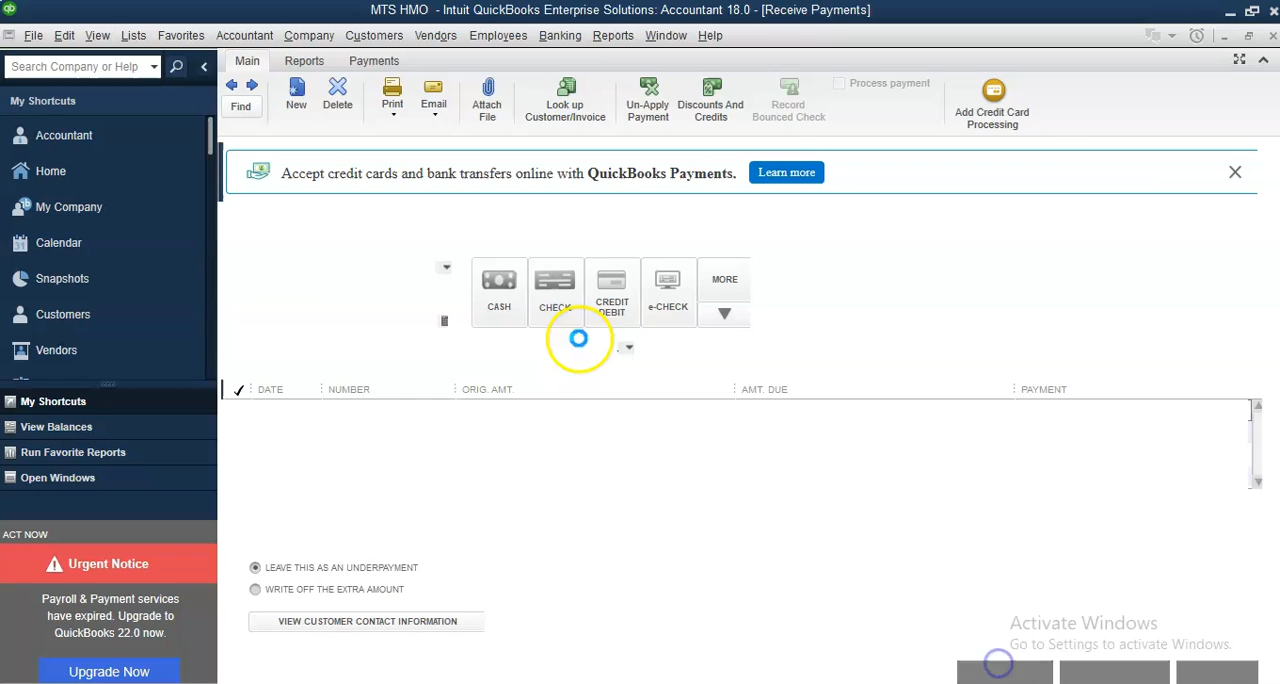 MTS HMO - Intuit QuickBooks Enterprise Solutions: Accountant 18.0 - [Receive Payments]
File Edit View Lists Favorites Accountant Company Customers Vendors Employees Banking Reports Window Help
Search Company or Help
Main Reports Payments
My Shortcuts
Accountant
Home
My Company
Calendar
Snapshots
Customers
Vendors
My Shortcuts
View Balances
Run Favorite Reports
Open Windows
ACT NOW
Urgent Notice
Payroll & Payment services
have expired. Upgrade to
QuickBooks 22.0 now.
Upgrade Now
Find
New
Delete
Print
Email
Attach
File
Look up
Customer/Invoice
Un-Apply
Payment
Discounts And
Credits
Record
Bounced Check
Process payment
Add Credit Card
Processing
Accept credit cards and bank transfers online with QuickBooks Payments. Learn more
CASH
CHECK
CREDIT
DEBIT
e-CHECK
MORE
DATE NUMBER ORIG. AMT. AMT. DUE PAYMENT
LEAVE THIS AS AN UNDERPAYMENT
WRITE OFF THE EXTRA AMOUNT
VIEW CUSTOMER CONTACT INFORMATION
Activate Windows
Go to Settings to activate Windows.